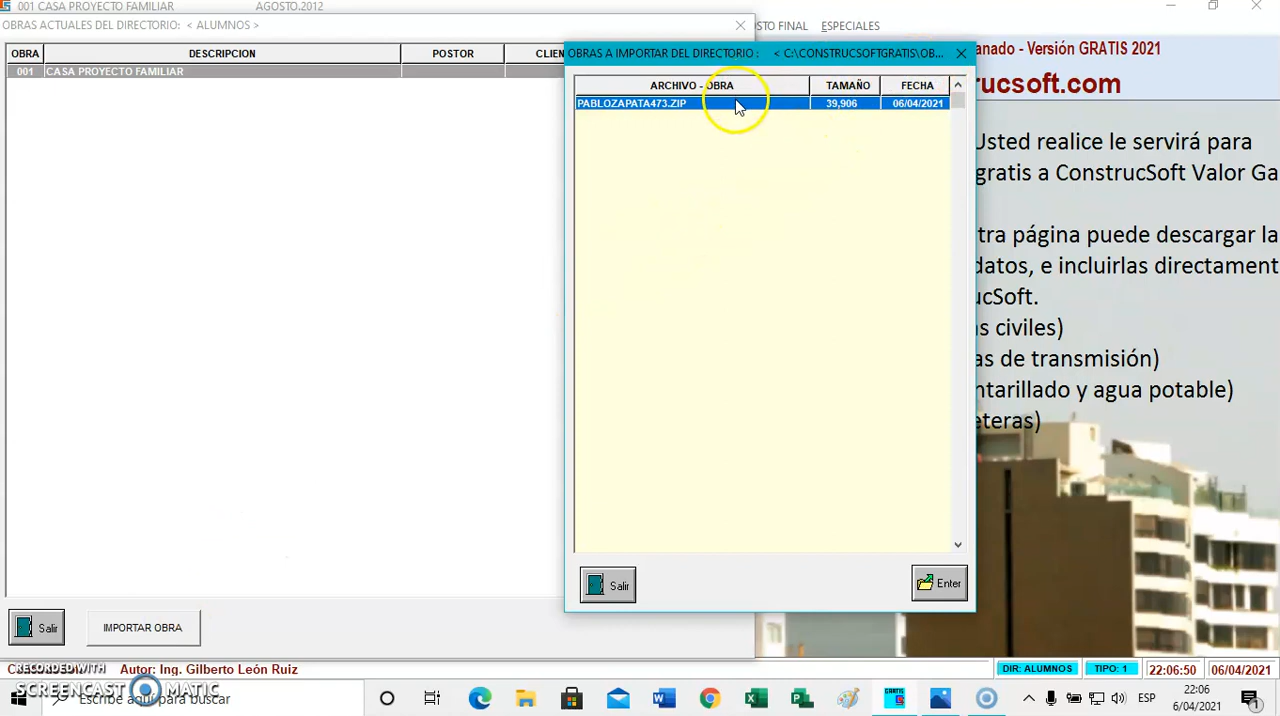 001 CASA PROYECTO FAMILIAR AGOSTO.2012
OBRAS ACTUALES DEL DIRECTORIO: < ALUMNOS >
STO FINAL ESPECIALES
OBRA DESCRIPCION POSTOR CLIEN
001 CASA PROYECTO FAMILIAR
OBRAS A IMPORTAR DEL DIRECTORIO : < C:\CONSTRUCSOFTGRATIS\OB...
ARCHIVO - OBRA TAMAÑO FECHA
PABLOZAPATA473.ZIP 39,906 06/04/2021
Salir Enter
anado - Versión GRATIS 2021
rucsoft.com
Usted realice le servirá para
gratis a ConstrucSoft Valor Ga
tra página puede descargar la
datos, e incluirlas directament
ucSoft.
s civiles)
as de transmisión)
ntarillado y agua potable)
eteras)
Salir IMPORTAR OBRA
Autor: Ing. Gilberto León Ruiz DIR: ALUMNOS TIPO: 1 22:06:50 06/04/2021
RECORDED WITH
SCREENCAST MATIC
Escribe aquí para buscar
ESP 22:06
6/04/2021
1